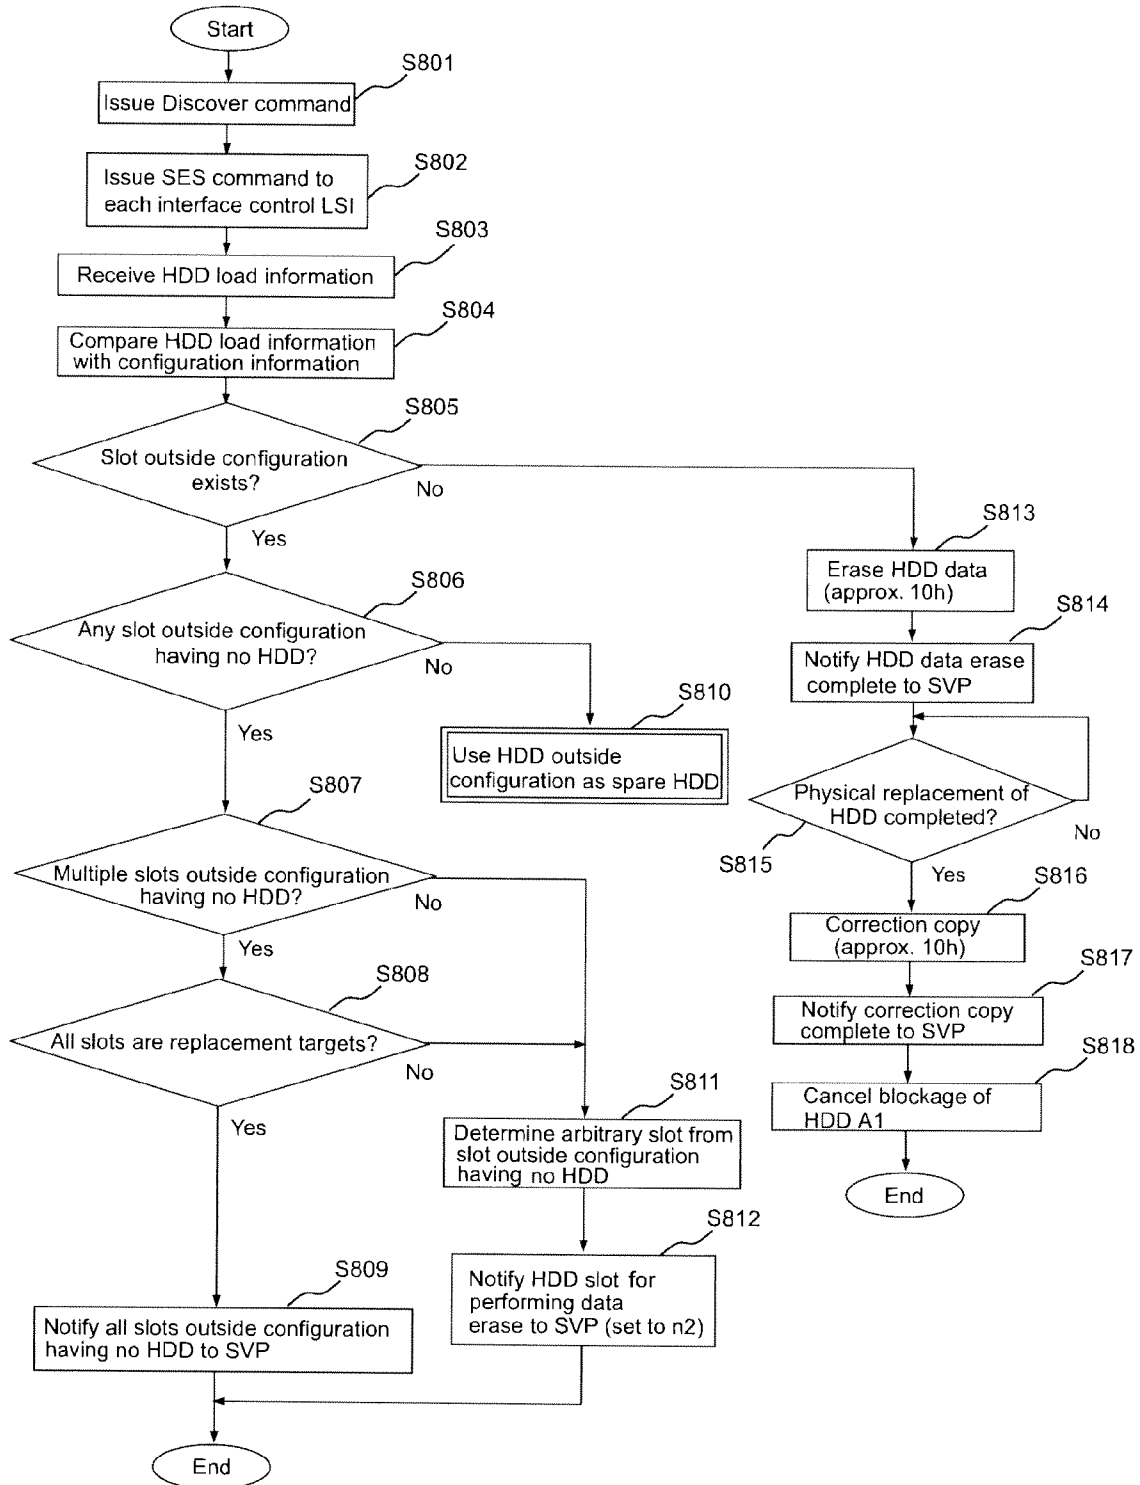 Start
S801
Issue Discover command
S802
Issue SES command to
each interface control LSI
S803
Receive HDD load information
S804
Compare HDD load information
with configuration information
S805
Slot outside configuration
exists?
No
Yes
S806
Any slot outside configuration
having no HDD?
No
Yes
S810
Use HDD outside
configuration as spare HDD
S807
Multiple slots outside configuration
having no HDD?
No
Yes
S808
All slots are replacement targets?
No
Yes
S811
Determine arbitrary slot from
slot outside configuration
having no HDD
S812
Notify HDD slot for
performing data
erase to SVP (set to n2)
S809
Notify all slots outside configuration
having no HDD to SVP
End
S813
Erase HDD data
(approx. 10h)
S814
Notify HDD data erase
complete to SVP
Physical replacement of
HDD completed?
No
S815
Yes
S816
Correction copy
(approx. 10h)
S817
Notify correction copy
complete to SVP
S818
Cancel blockage of
HDD A1
End